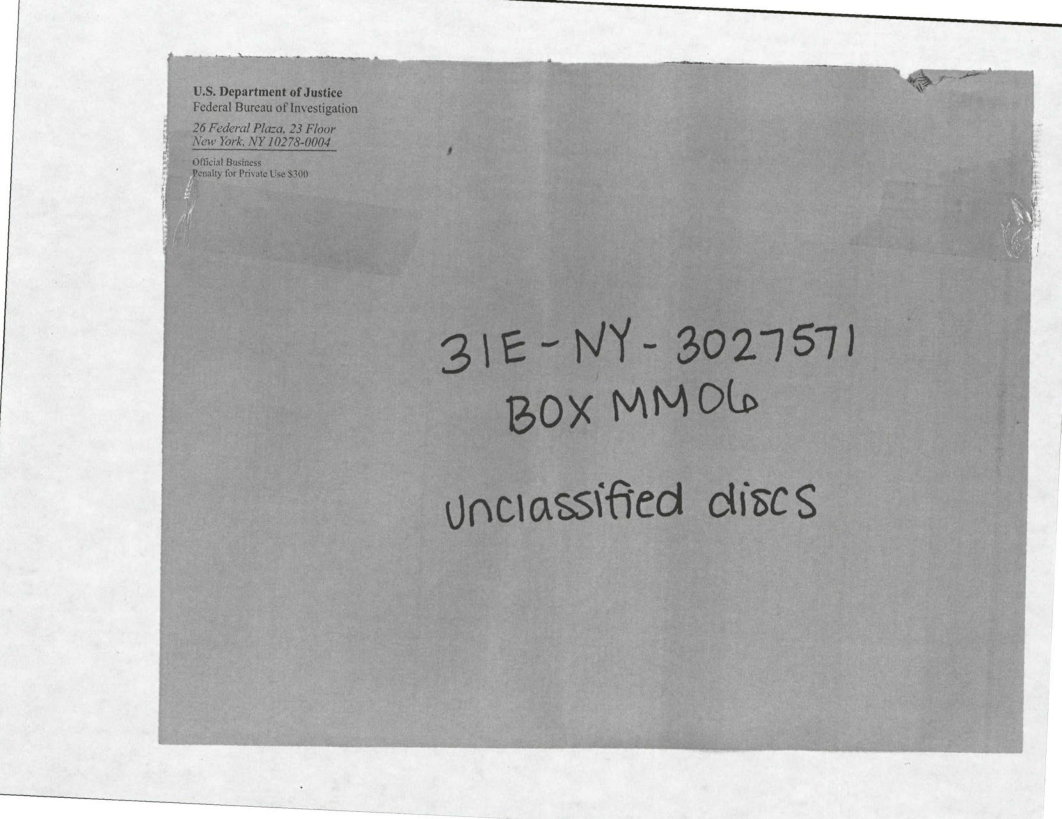 U.S. Department of Justice
Federal Bureau of Investigation
26 Federal Plaza, 23 Floor
New York, NY 10278-0004
Official Business
Penalty for Private Use $300
31E-NY-3027571
BOX MM06
unclassified discs